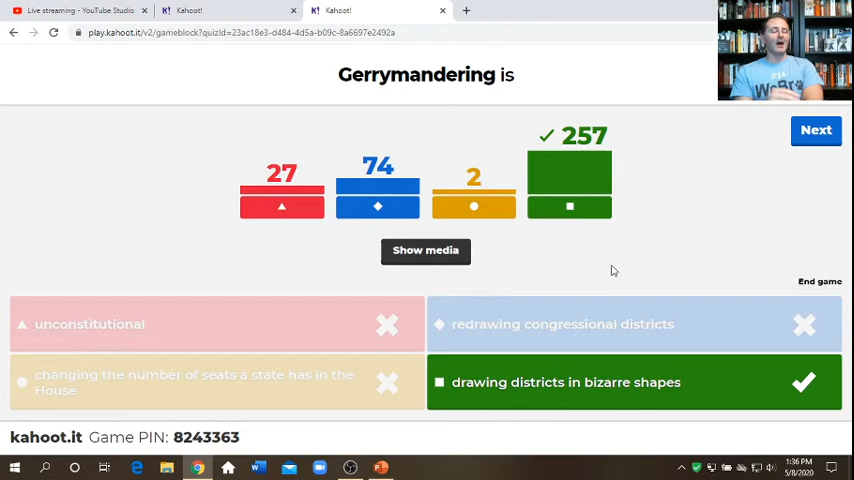 Live streaming - YouTube Studio
Kahoot!
Kahoot!
play.kahoot.it/v2/gameblock?quizId=23ac18e3-d484-4d5a-b09c-8a6697e2492a
Gerrymandering is
IT'S A
Next
27
74
2
257
Show media
End game
unconstitutional
redrawing congressional districts
changing the number of seats a state has in the
House
drawing districts in bizarre shapes
kahoot.it Game PIN: 8243363
1:36 PM
5/8/2020